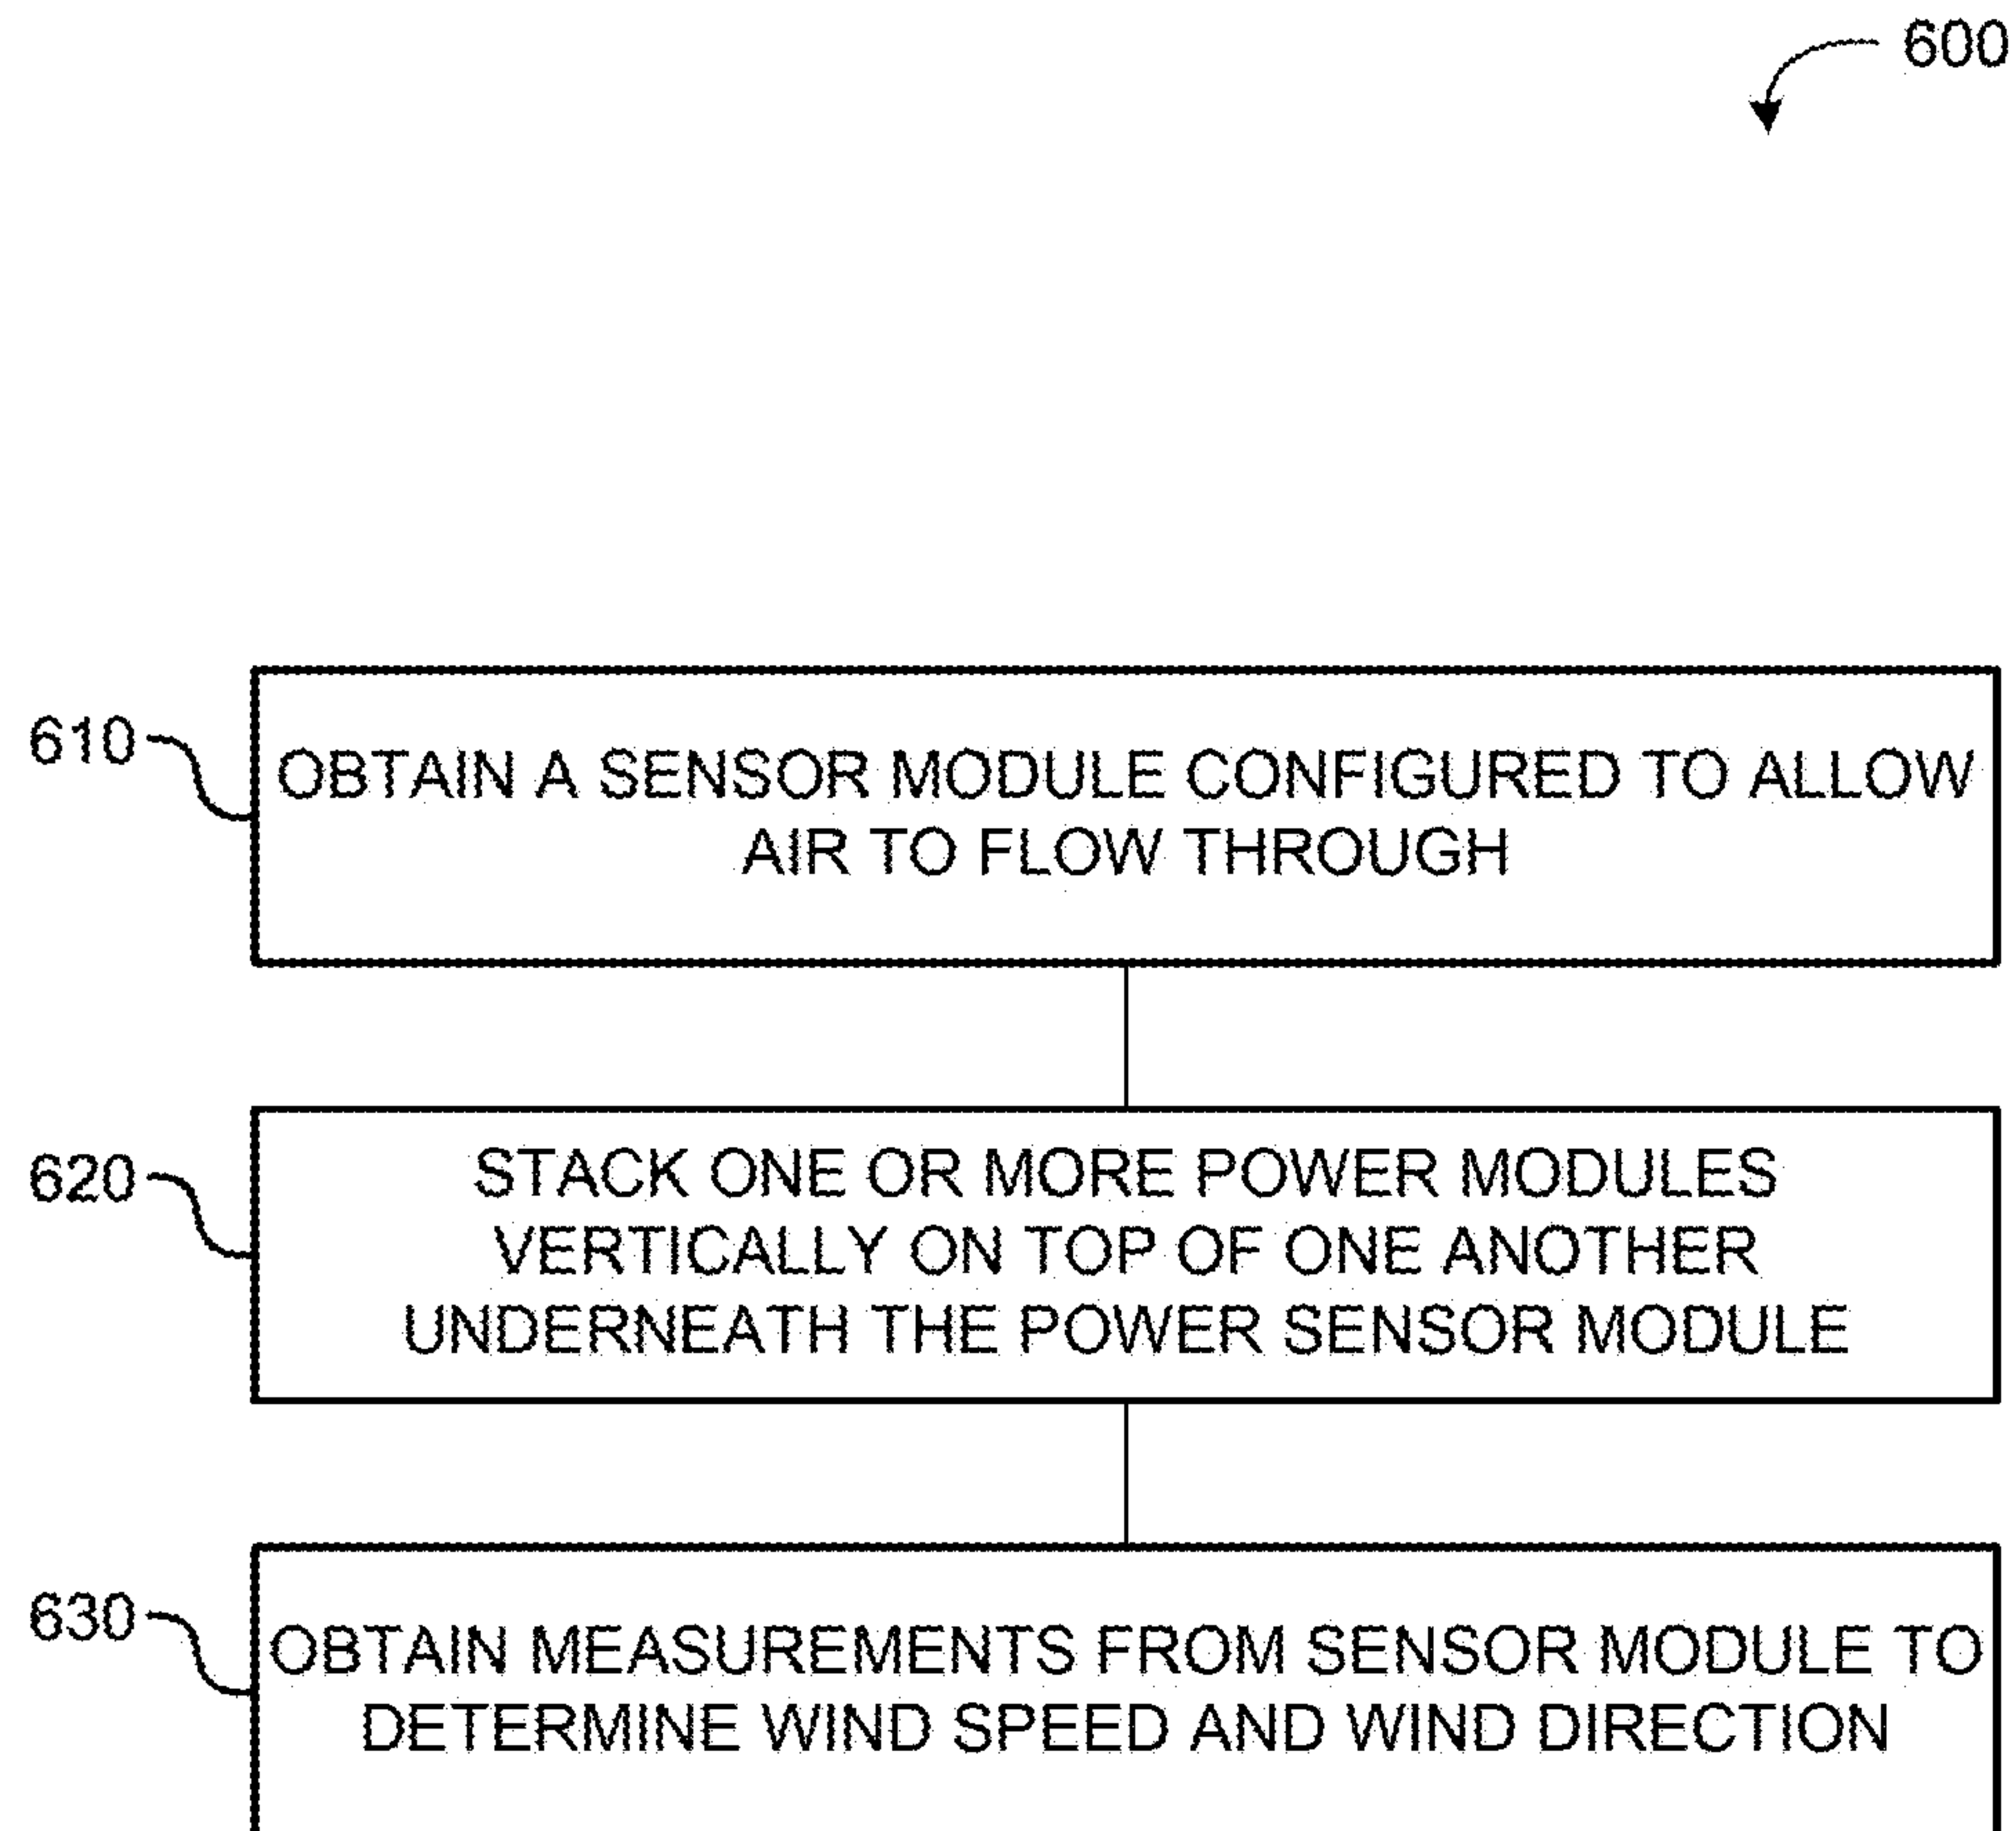 600
610
OBTAIN A SENSOR MODULE CONFIGURED TO ALLOW
AIR TO FLOW THROUGH
620
STACK ONE OR MORE POWER MODULES
VERTICALLY ON TOP OF ONE ANOTHER
UNDERNEATH THE POWER SENSOR MODULE
630
OBTAIN MEASUREMENTS FROM SENSOR MODULE TO
DETERMINE WIND SPEED AND WIND DIRECTION